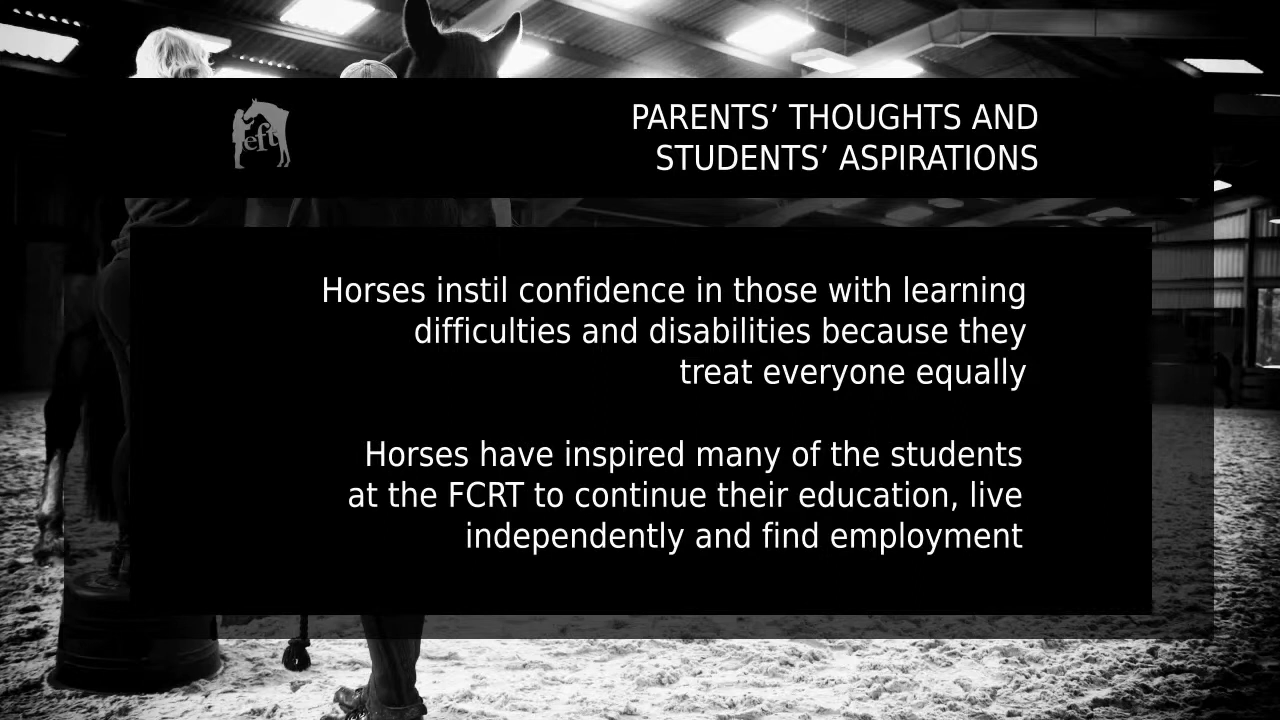 eft
PARENTS’ THOUGHTS AND
STUDENTS’ ASPIRATIONS
Horses instil confidence in those with learning
difficulties and disabilities because they
treat everyone equally
Horses have inspired many of the students
at the FCRT to continue their education, live
independently and find employment